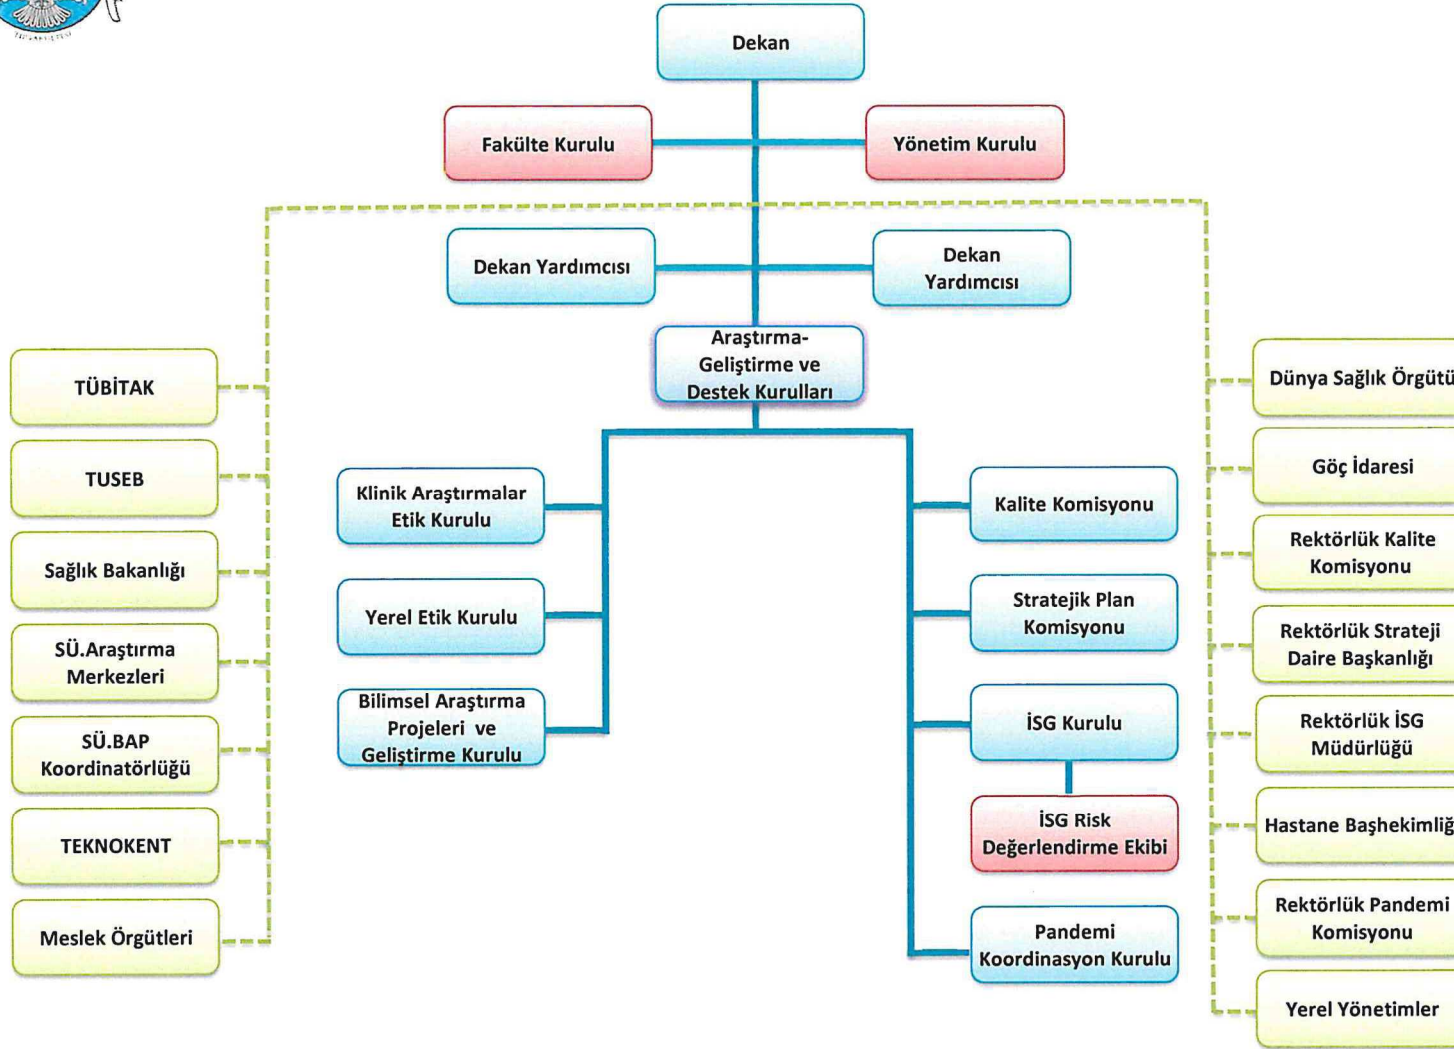 Dekan
Fakülte Kurulu
Yönetim Kurulu
Dekan Yardımcısı
Dekan
Yardımcısı
Araştırma-
Geliştirme ve
Destek Kurulları
TÜBİTAK
TUSEB
Sağlık Bakanlığı
SÜ.Araştırma
Merkezleri
SÜ.BAP
Koordinatörlüğü
TEKNOKENT
Meslek Örgütleri
Klinik Araştırmalar
Etik Kurulu
Yerel Etik Kurulu
Bilimsel Araştırma
Projeleri ve
Geliştirme Kurulu
Kalite Komisyonu
Stratejik Plan
Komisyonu
İSG Kurulu
İSG Risk
Değerlendirme Ekibi
Pandemi
Koordinasyon Kurulu
Dünya Sağlık Örgütü
Göç İdaresi
Rektörlük Kalite
Komisyonu
Rektörlük Strateji
Daire Başkanlığı
Rektörlük İSG
Müdürlüğü
Hastane Başhekimliğ
Rektörlük Pandemi
Komisyonu
Yerel Yönetimler